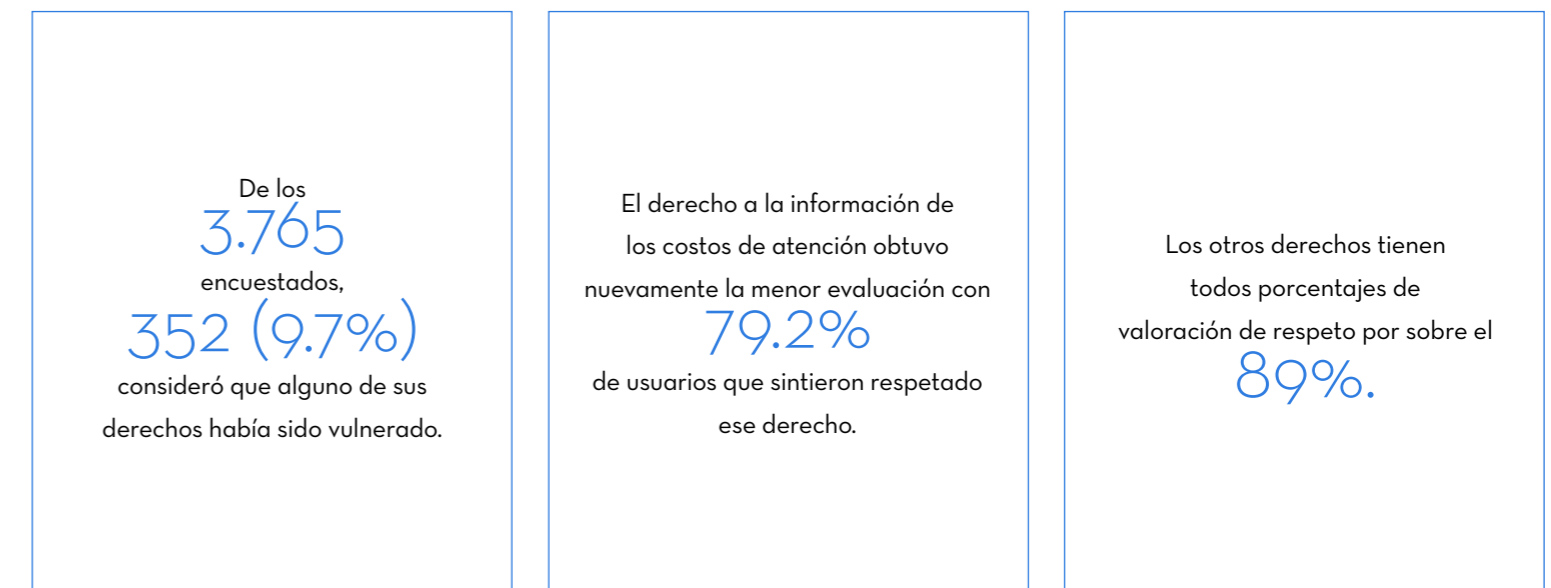 De los
3.765
encuestados,
352 (9.7%)
consideró que alguno de sus
derechos había sido vulnerado.
El derecho a la información de
los costos de atención obtuvo
nuevamente la menor evaluación con
79.2%
de usuarios que sintieron respetado
ese derecho.
Los otros derechos tienen
todos porcentajes de
valoración de respeto por sobre el
89%.